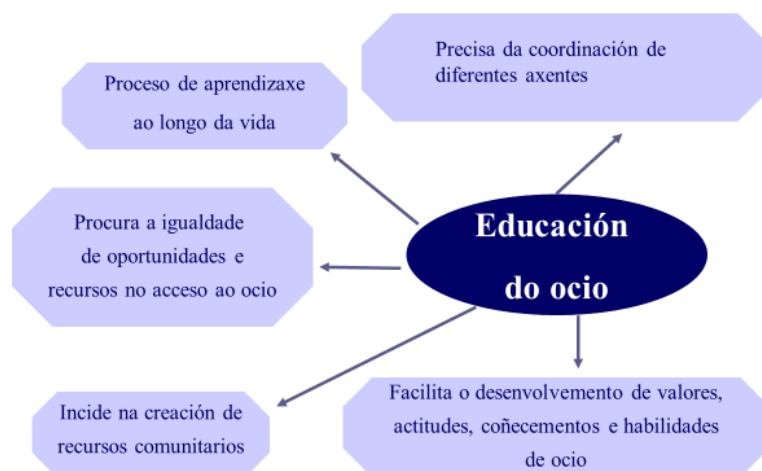 Precisa da coordinación de
diferentes axentes
Proceso de aprendizaxe
ao longo da vida
Educación
do ocio
Procura a igualdade
de oportunidades e
recursos no acceso ao ocio
Incide na creación de
recursos comunitarios
Facilita o desenvolvemento de valores,
actitudes, coñecementos e habilidades
de ocio